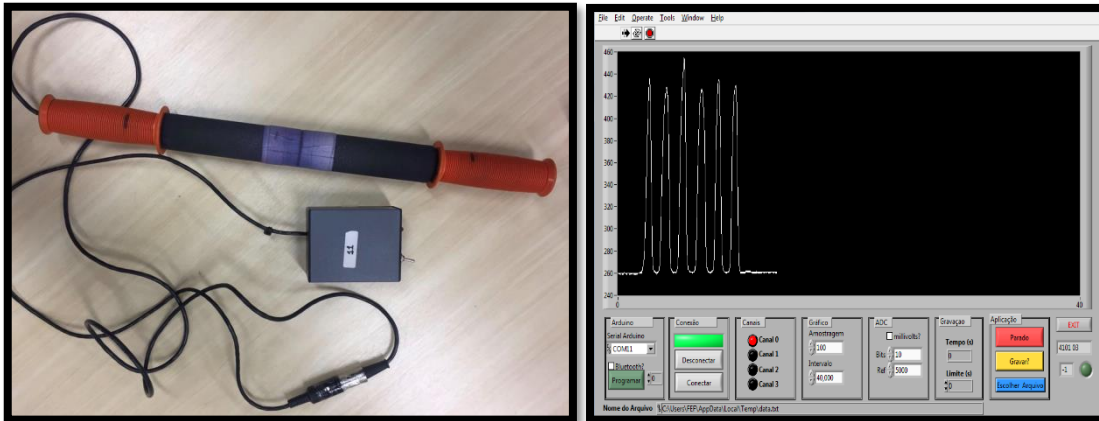 11
File Edit Operate Tools Window Help
460
440
420
400
380
360
340
320
300
280
260
240
0 40
Arduino
Serial Arduino
COM11
Bluetooth?
Programar 0
Conexão
Desconectar
Conectar
Canais
Canal 0
Canal 1
Canal 2
Canal 3
Gráfico
Amostragem
100
Intervalo
40,000
ADC
milivolts?
Bits 10
Ref 5000
Gravaçao
Tempo (s)
0
Limite (s)
0
Aplicação
Parado
Gravar?
Escolher Arquivo
EXIT
4101 03
-1
Nome do Arquivo C:\Users\FEF\AppData\Local\Temp\data.txt